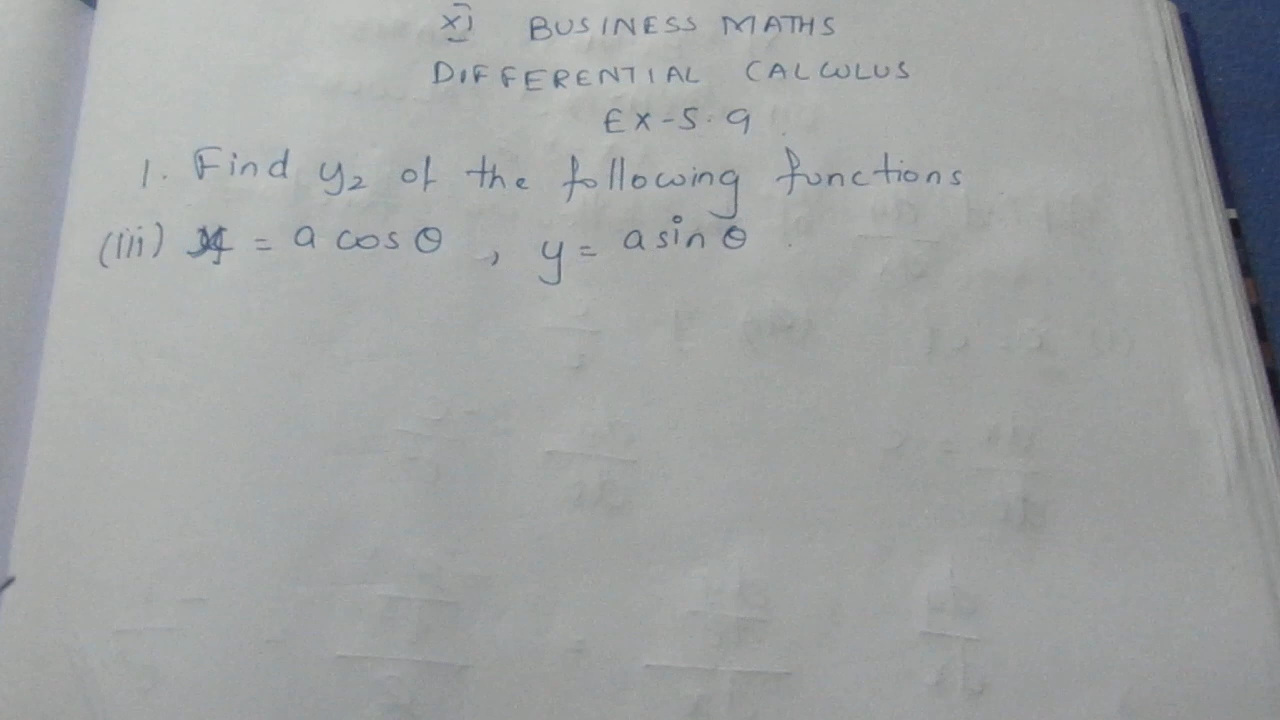 XI BUSINESS MATHS
DIFFERENTIAL CALCULUS
EX-5.9
1. Find y₂ of the following functions
(iii) x = a cos θ , y = a sin θ .